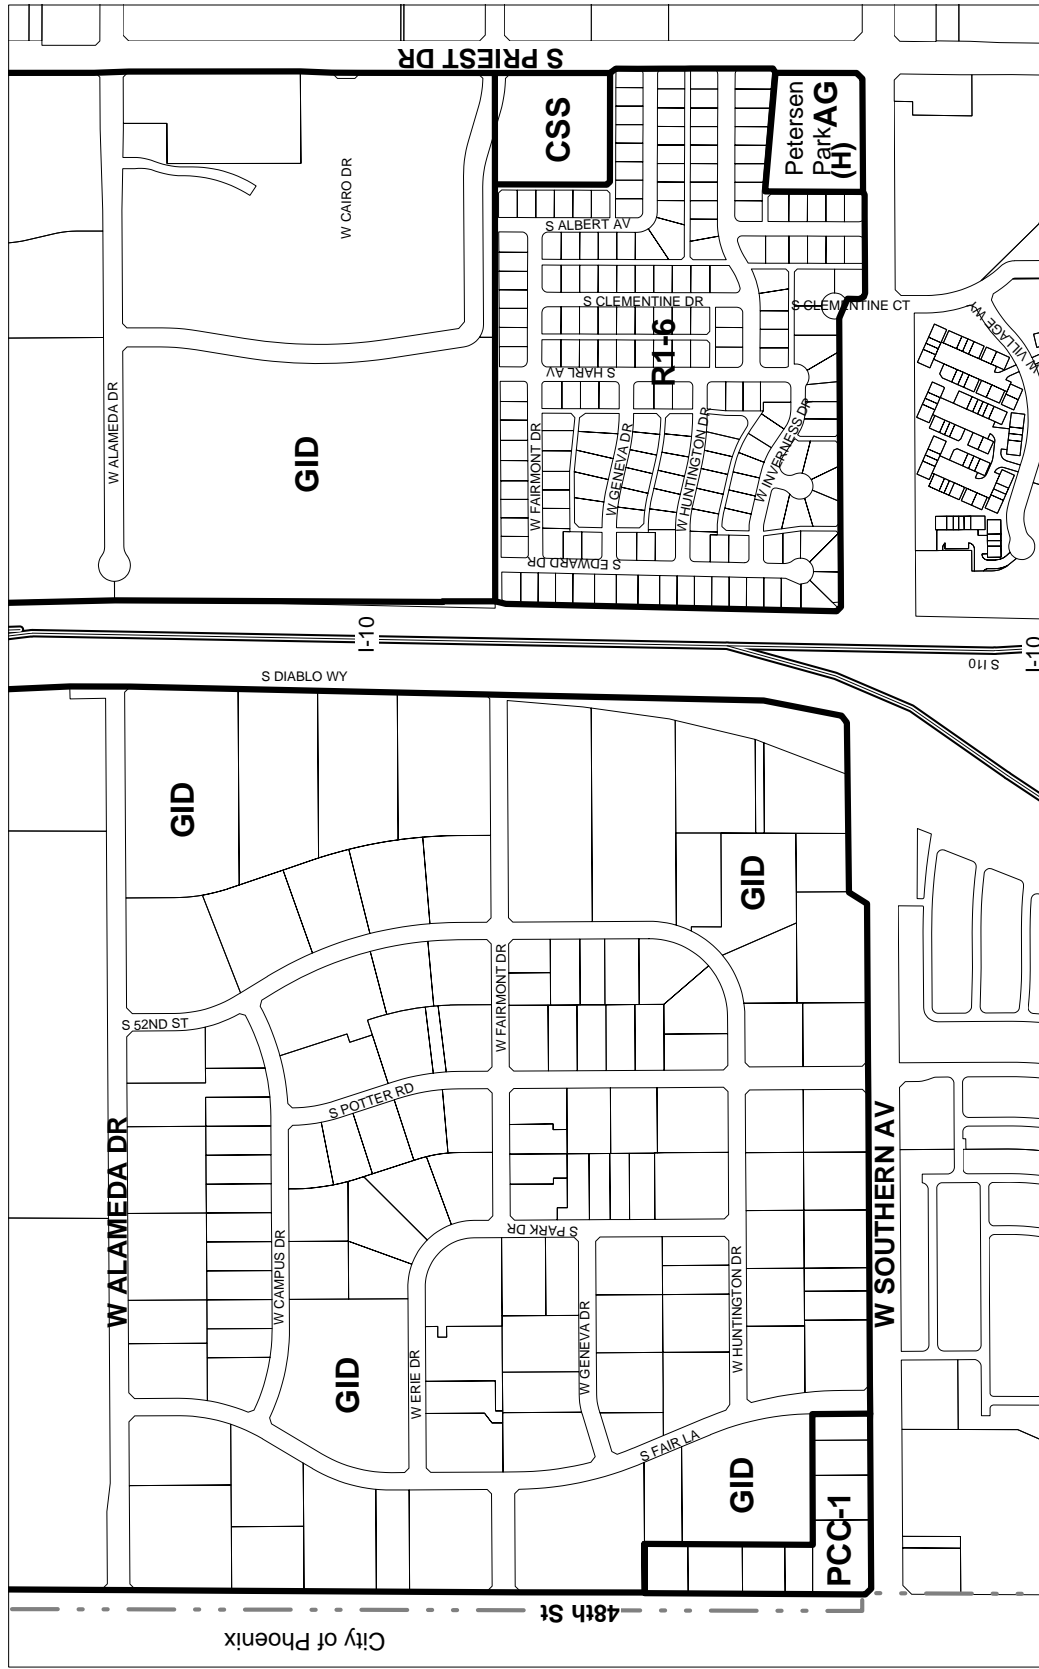 S PRIEST DR
CSS
Petersen
Park AG
(H)
W CAIRO DR
S ALBERT AV
S CLEMENTINE DR
S CLEMENTINE CT
R1-6
S HARL AV
W VILLAGE WY
W ALAMEDA DR
GID
W FAIRMONT DR
W GENEVA DR
W HUNTINGTON DR
W INVERNESS DR
S EDWARD DR
I-10
S I10
I-10
S DIABLO WY
GID
GID
W FAIRMONT DR
S 52ND ST
S POTTER RD
W ALAMEDA DR
W SOUTHERN AV
S PARK DR
W CAMPUS DR
W HUNTINGTON DR
W GENEVA DR
W ERIE DR
GID
S FAIR LA
GID
PCC-1
48th St
City of Phoenix